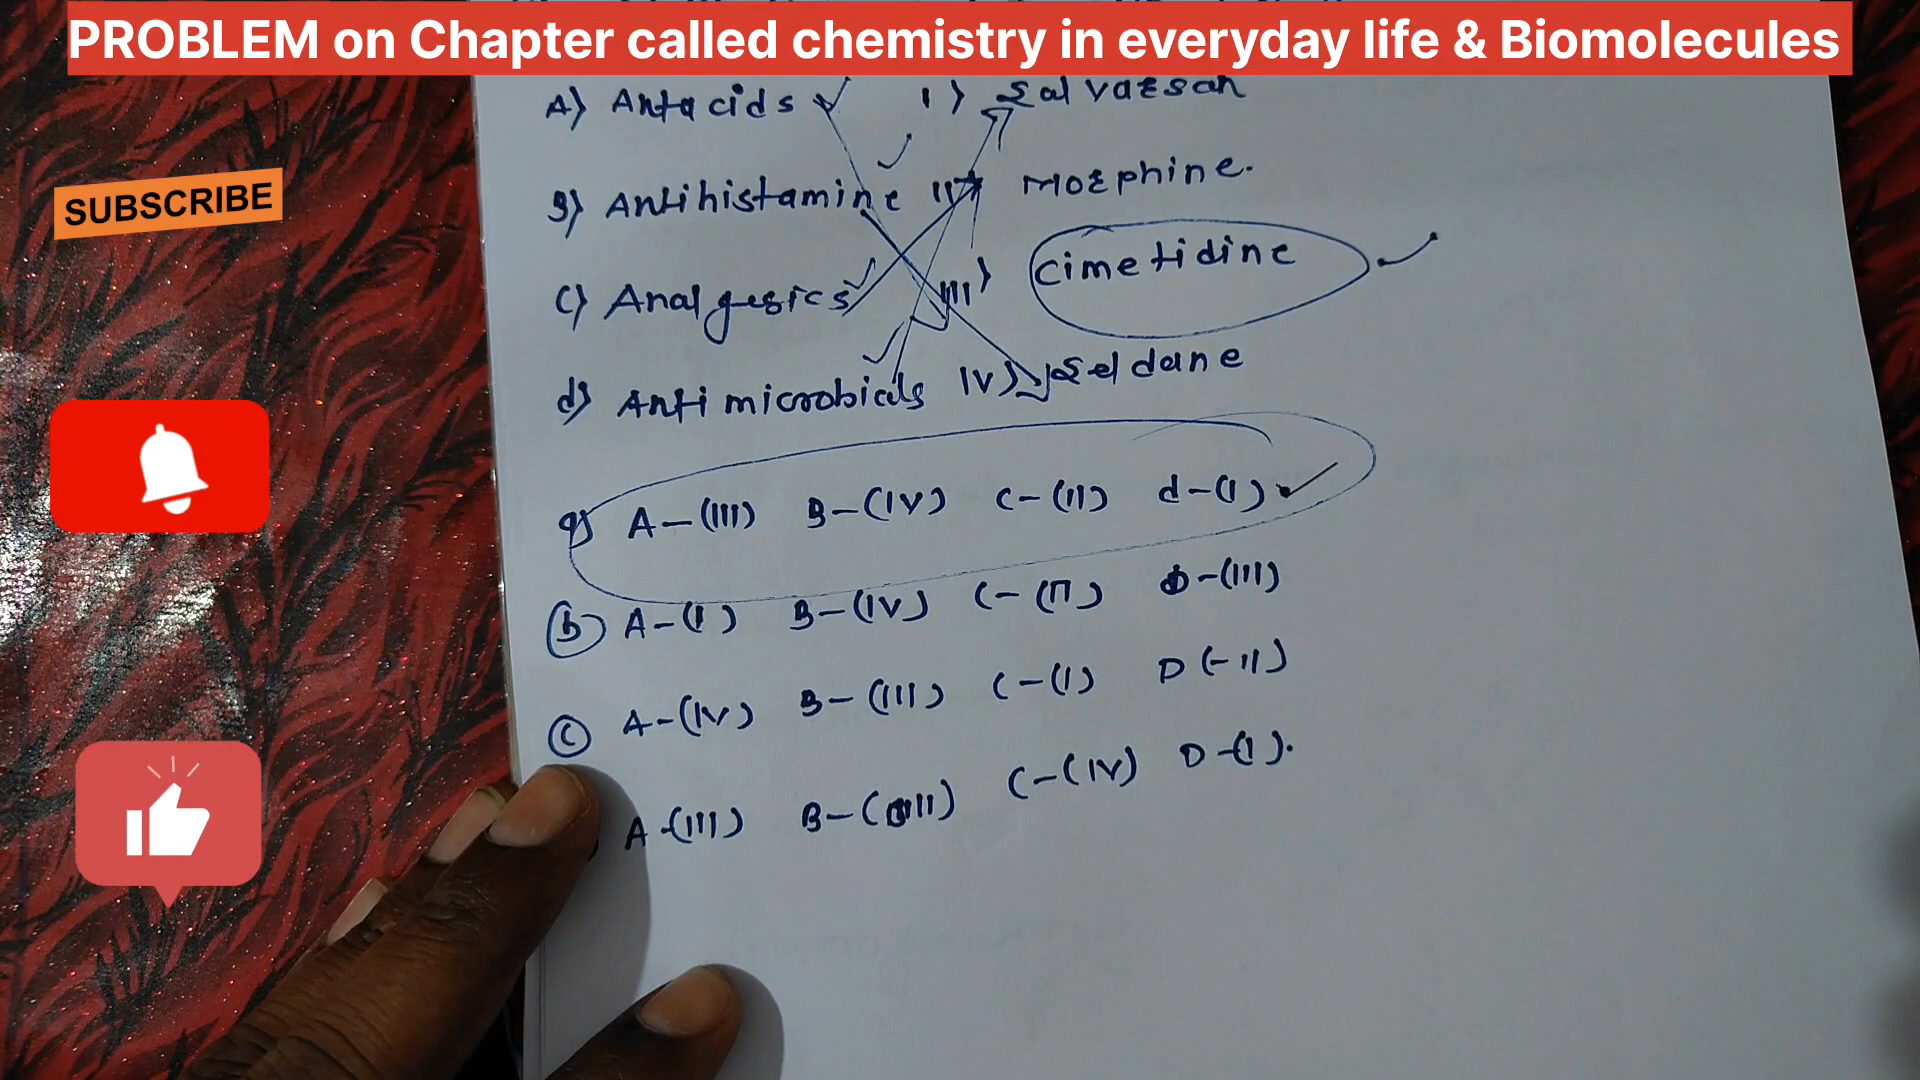 PROBLEM on Chapter called chemistry in everyday life & Biomolecules
A) Antacids I) Salvarsan
SUBSCRIBE
B) Antihistamine II) Morphine.
III) Cimetidine
C) Analgesics
d) Antimicrobials IV) Seldane
a) A-(III) B-(IV) C-(II) d-(I)
(b) A-(I) B-(IV) C-(II) D-(III)
(c) A-(IV) B-(III) C-(I) D(-II)
A-(III) B-( C-(IV) D-(I).